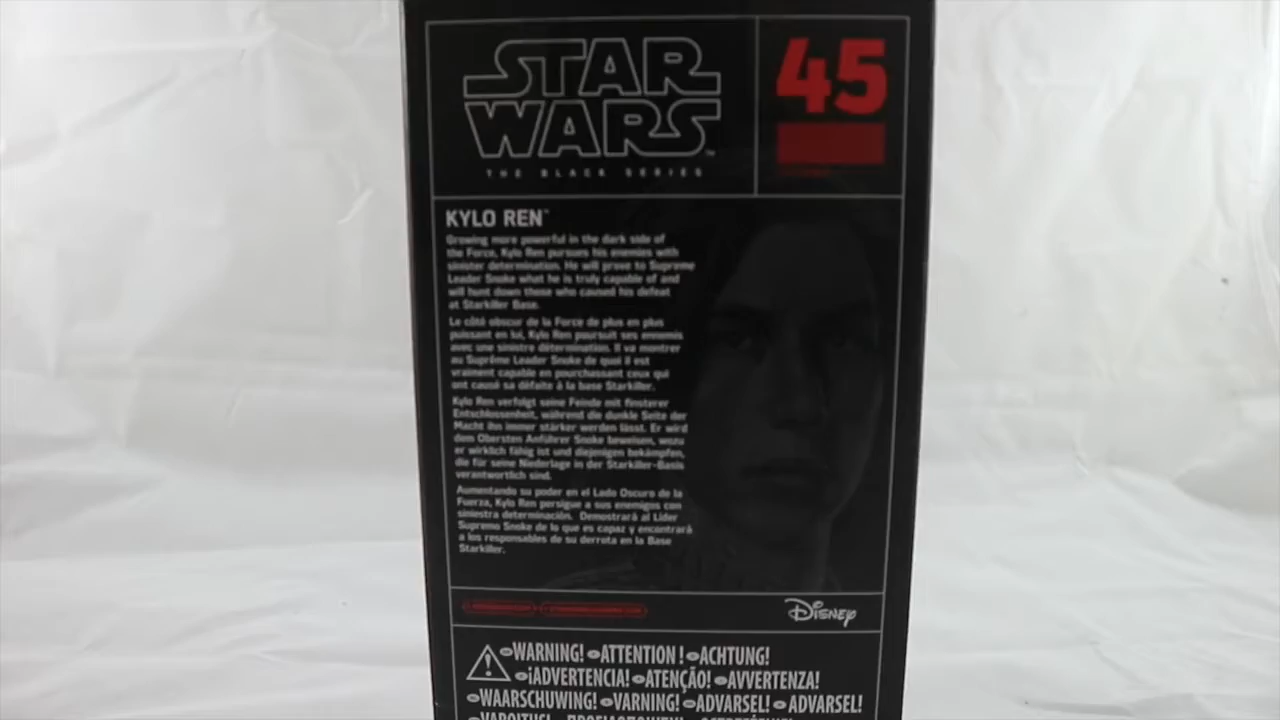 STAR
WARS™
THE BLACK SERIES
45
KYLO REN™
Growing more powerful in the dark side of
the Force, Kylo Ren pursues his enemies with
sinister determination. He will prove to Supreme
Leader Snoke what he is truly capable of and
will hunt down those who caused his defeat
at Starkiller Base.
Le côté obscur de la Force de plus en plus
puissant en lui, Kylo Ren poursuit ses ennemis
avec une sinistre détermination. Il va montrer
au Suprême Leader Snoke de quoi il est
vraiment capable en pourchassant ceux qui
ont causé sa défaite à la base Starkiller.
Kylo Ren verfolgt seine Feinde mit finsterer
Entschlossenheit, während die dunkle Seite der
Macht ihn immer stärker werden lässt. Er wird
dem Obersten Anführer Snoke beweisen, wozu
er wirklich fähig ist und diejenigen bekämpfen,
die für seine Niederlage in der Starkiller-Basis
verantwortlich sind.
Aumentando su poder en el Lado Oscuro de la
Fuerza, Kylo Ren persigue a sus enemigos con
siniestra determinación. Demostrará al Líder
Supremo Snoke de lo que es capaz y encontrará
a los responsables de su derrota en la Base
Starkiller.
Disney
WARNING! ATTENTION ! ACHTUNG!
¡ADVERTENCIA! ATENÇÃO! AVVERTENZA!
WAARSCHUWING! VARNING! ADVARSEL! ADVARSEL!